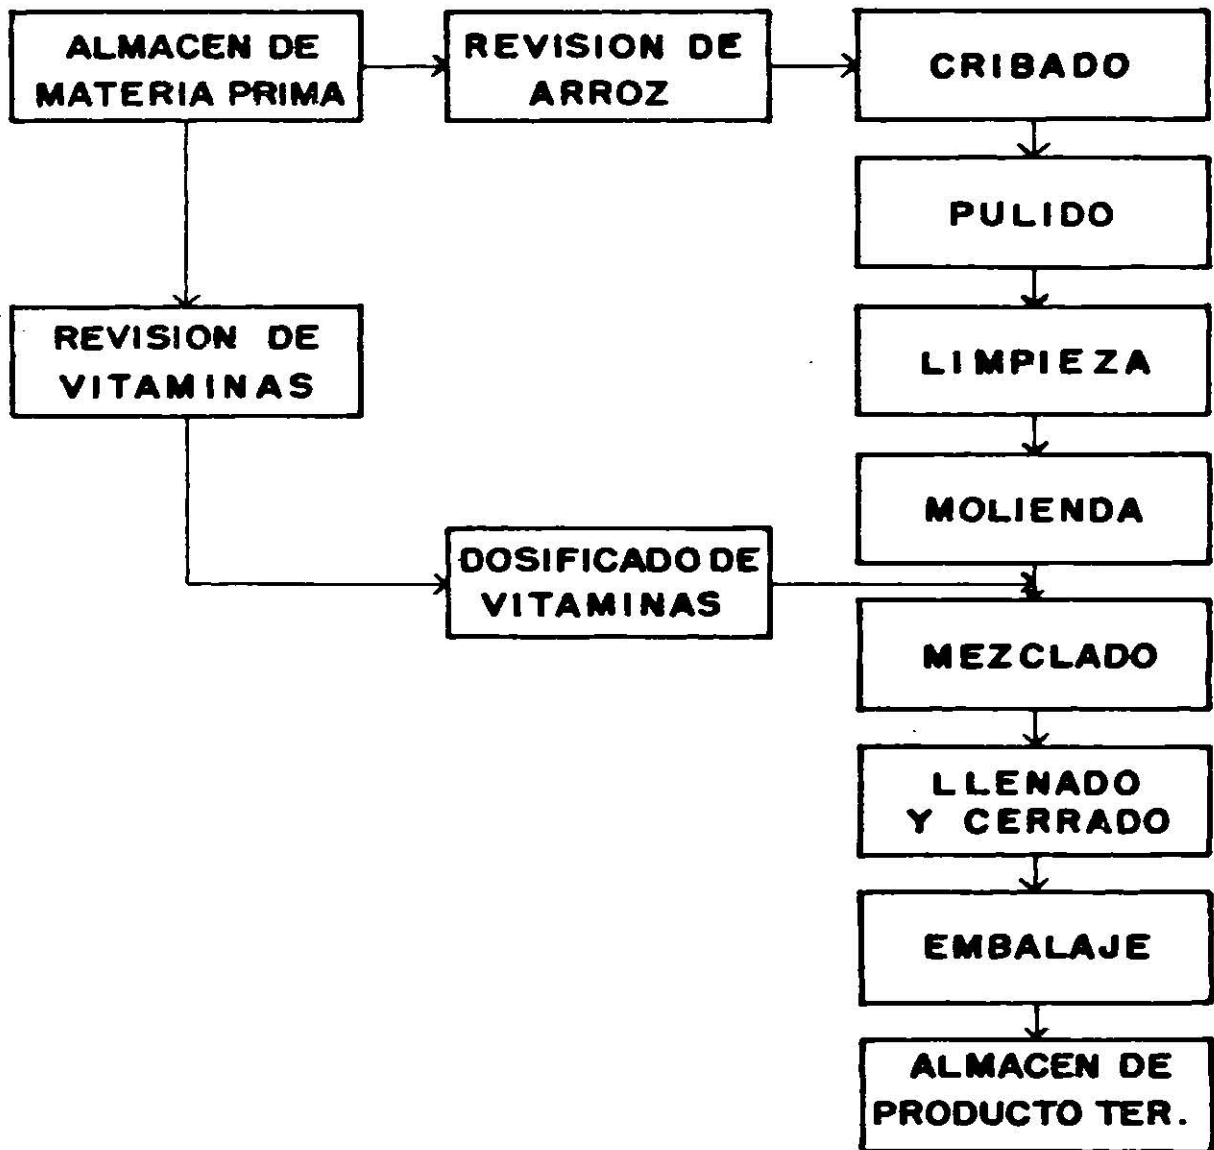 ALMACEN DE
MATERIA PRIMA
REVISION DE
ARROZ
CRIBADO
PULIDO
REVISION DE
VITAMINAS
LIMPIEZA
MOLIENDA
DOSIFICADO DE
VITAMINAS
MEZCLADO
LLENADO
Y CERRADO
EMBALAJE
ALMACEN DE
PRODUCTO TER.